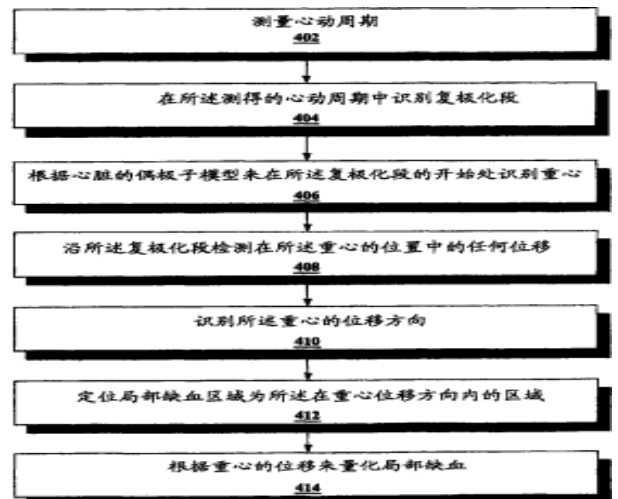 测量心动周期
402
在所述测得的心动周期中识别复极化段
404
根据心脏的偶极子模型来在所述复极化段的开始处识别重心
406
沿所述复极化段检测在所述重心的位置中的任何位移
408
识别所述重心的位移方向
410
定位局部缺血区域为所述在重心位移方向内的区域
412
根据重心的位移来量化局部缺血
414